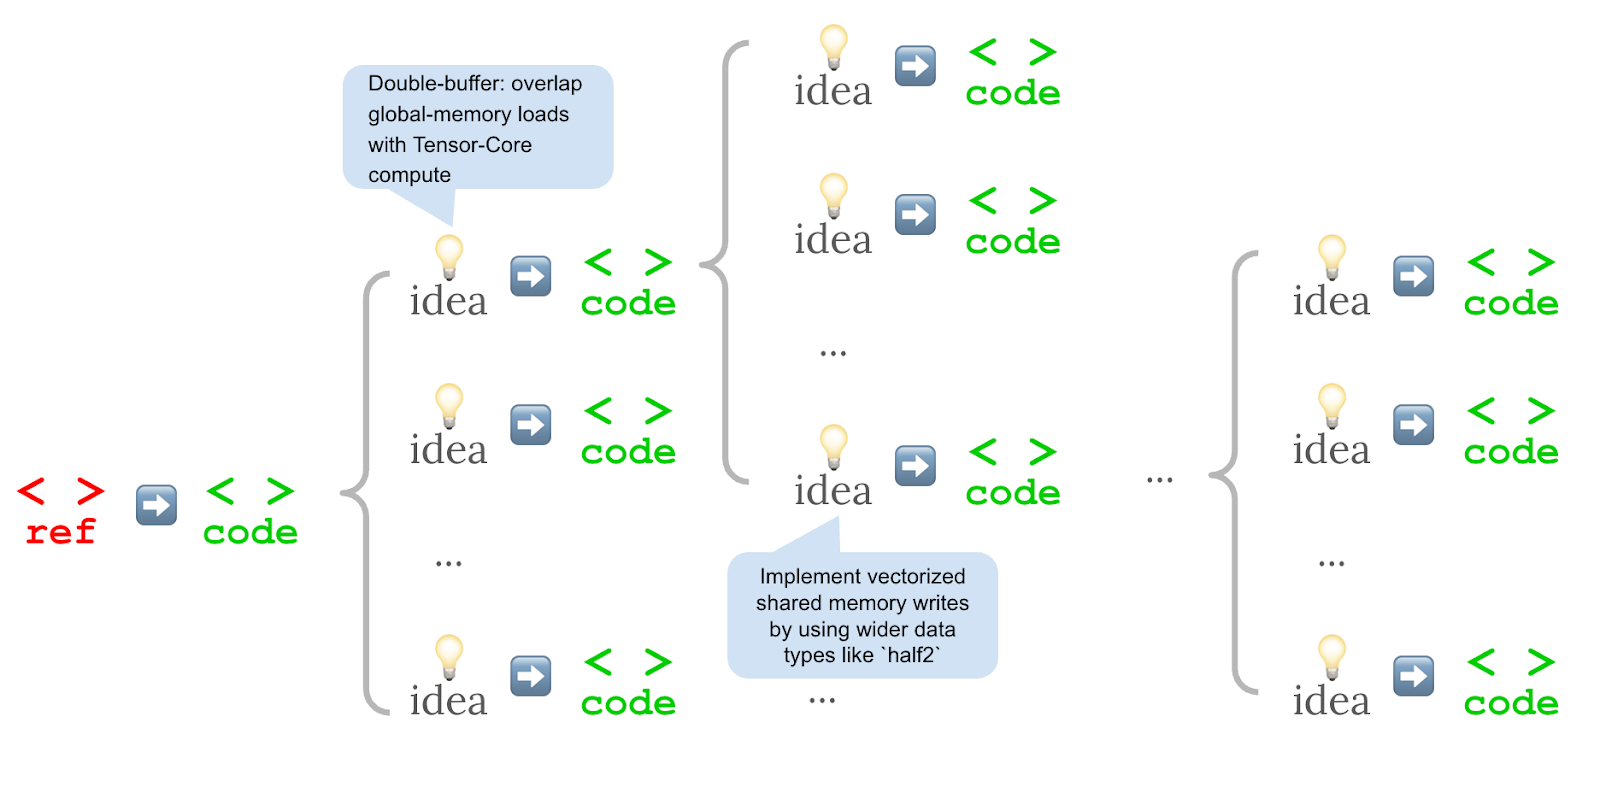 Double-buffer: overlap
global-memory loads
with Tensor-Core
compute
< > idea < > code
< >
ref
< >
code
idea
< >
code
idea
< >
code
...
idea
< >
code
idea
< >
code
idea
< >
code
...
idea
< >
code
Implement vectorized
shared memory writes
by using wider data
types like `half2`
...
...
idea
< >
code
idea
< >
code
...
idea
< >
code